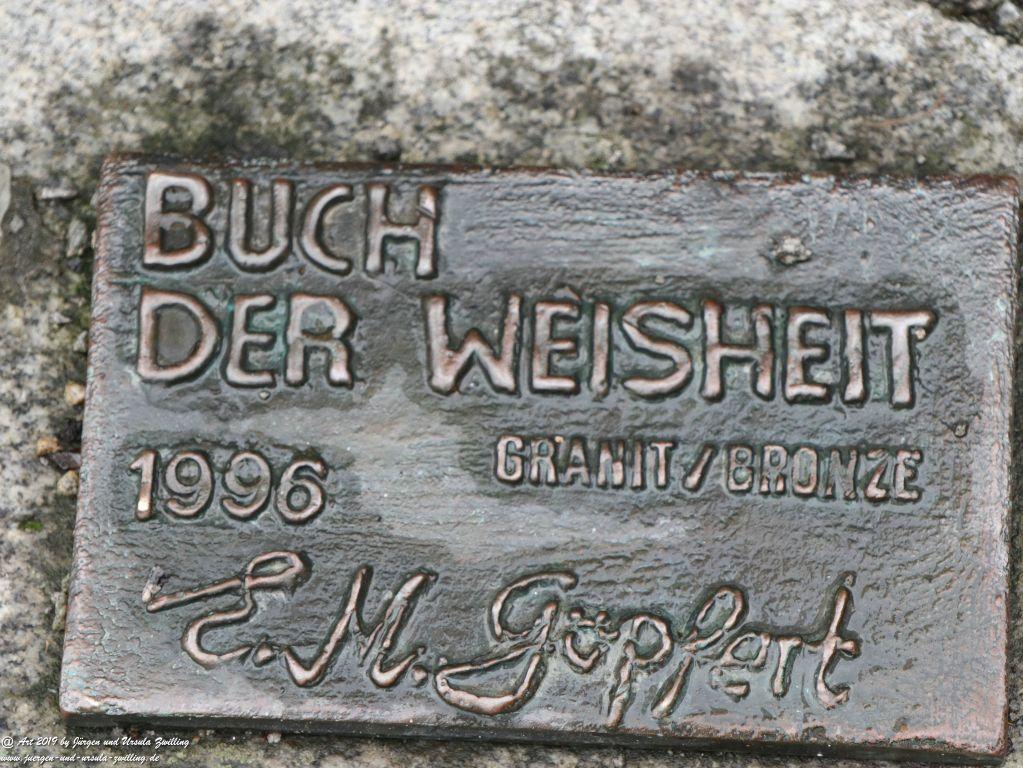 BUCH
DER WEISHEIT
1996 GRANIT/BRONZE
E. M. Göpfert
@ Art 2019 by Jürgen und Ursula Zwilling
www.juergen-und-ursula-zwilling.de